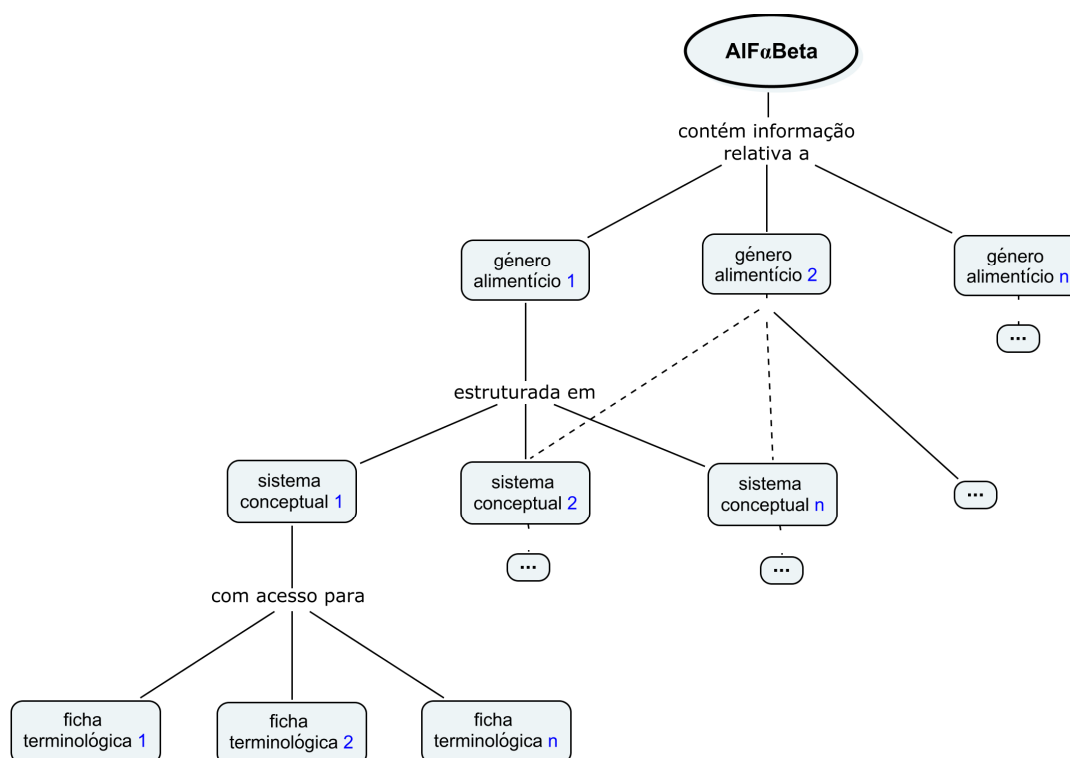 AlFαBeta
contém informação
relativa a
género
alimentício 1
género
alimentício 2
género
alimentício n
...
estruturada em
sistema
conceptual 1
sistema
conceptual 2
sistema
conceptual n
...
...
...
com acesso para
ficha
terminológica 1
ficha
terminológica 2
ficha
terminológica n